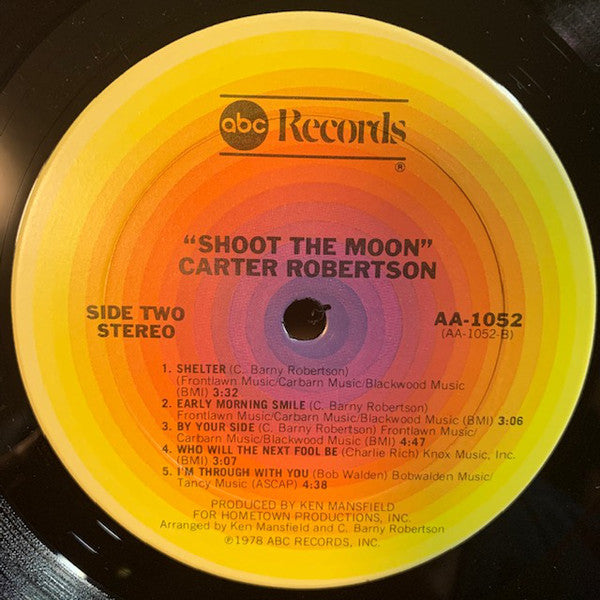 abc Records
®
"SHOOT THE MOON"
CARTER ROBERTSON
SIDE TWO
STEREO
AA-1052
(AA-1052-B)
1. SHELTER (C. Barny Robertson)
(Frontlawn Music/Carbarn Music/Blackwood Music
(BMI) 3:32
2. EARLY MORNING SMILE (C. Barny Robertson)
Frontlawn Music/Carbarn Music/Blackwood Music (BMI) 3:06
3. BY YOUR SIDE (C. Barny Robertson) Frontlawn Music/
Carbarn Music/Blackwood Music (BMI) 4:47
4. WHO WILL THE NEXT FOOL BE (Charlie Rich) Knox Music, Inc.
(BMI) 3:07
5. I'M THROUGH WITH YOU (Bob Walden) Bobwalden Music/
Tancy Music (ASCAP) 4:38
PRODUCED BY KEN MANSFIELD
FOR HOMETOWN PRODUCTIONS, INC.
Arranged by Ken Mansfield and C. Barny Robertson
℗1978 ABC RECORDS, INC.